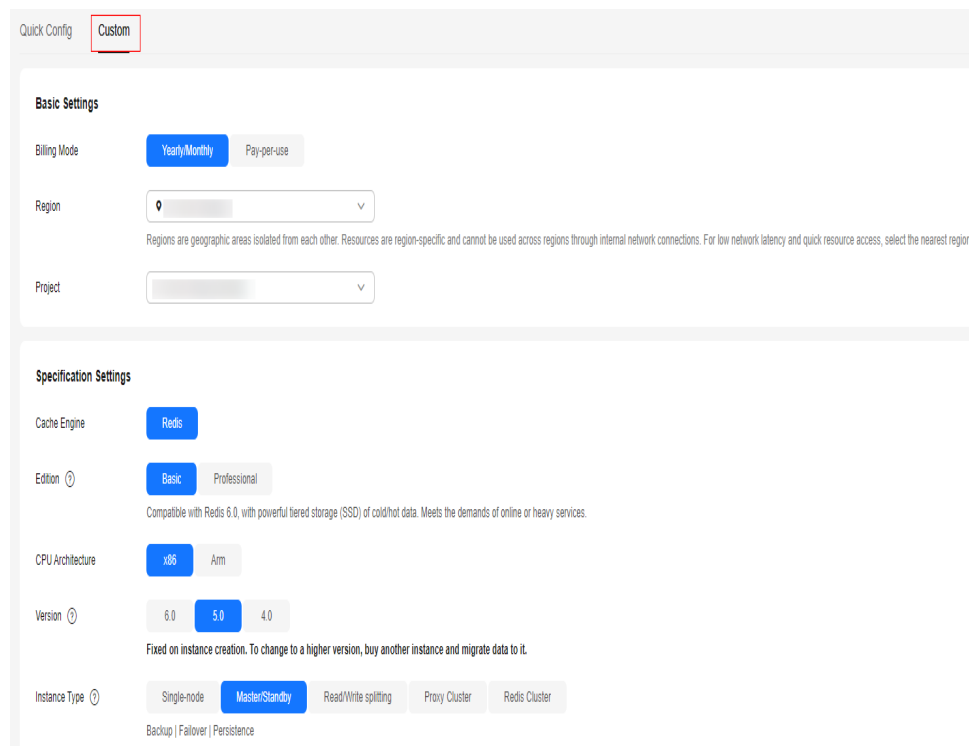 Quick Config Custom
Basic Settings
Billing Mode Yearly/Monthly Pay-per-use
Region
Regions are geographic areas isolated from each other. Resources are region-specific and cannot be used across regions through internal network connections. For low network latency and quick resource access, select the nearest region
Project
Specification Settings
Cache Engine Redis
Edition ? Basic Professional
Compatible with Redis 6.0, with powerful tiered storage (SSD) of cold/hot data. Meets the demands of online or heavy services.
CPU Architecture x86 Arm
Version ? 6.0 5.0 4.0
Fixed on instance creation. To change to a higher version, buy another instance and migrate data to it.
Instance Type ? Single-node Master/Standby Read/Write splitting Proxy Cluster Redis Cluster
Backup | Failover | Persistence